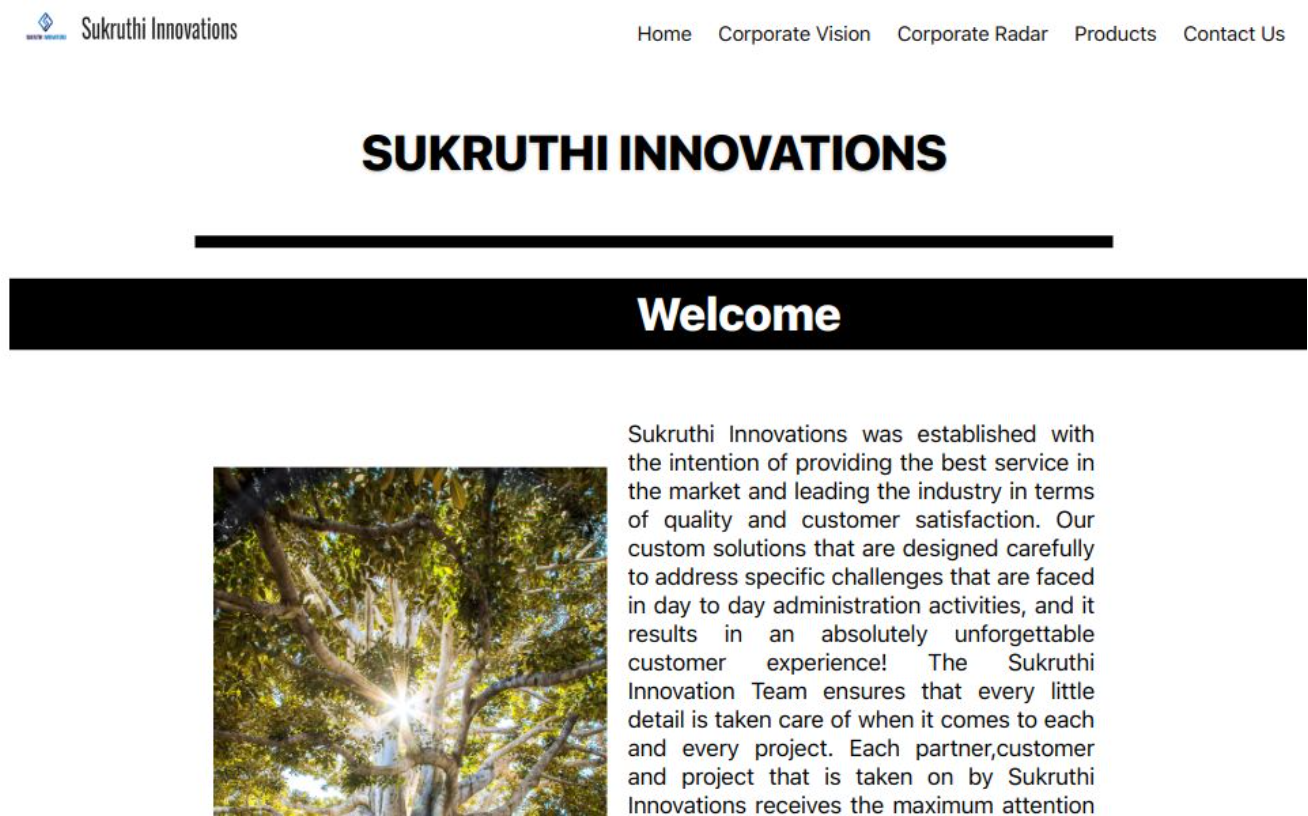 Sukruthi Innovations
Home Corporate Vision Corporate Radar Products Contact Us
SUKRUTHI INNOVATIONS
Welcome
Sukruthi Innovations was established with
the intention of providing the best service in
the market and leading the industry in terms
of quality and customer satisfaction. Our
custom solutions that are designed carefully
to address specific challenges that are faced
in day to day administration activities, and it
results in an absolutely unforgettable
customer experience! The Sukruthi
Innovation Team ensures that every little
detail is taken care of when it comes to each
and every project. Each partner,customer
and project that is taken on by Sukruthi
Innovations receives the maximum attention